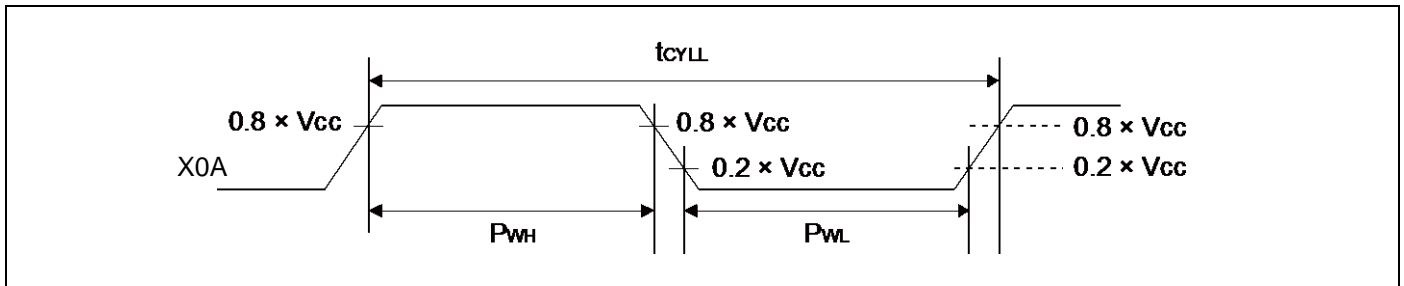 tCYLL
0.8 × Vcc
0.8 × Vcc
0.8 × Vcc
X0A
0.2 × Vcc
0.2 × Vcc
PWH
PWL